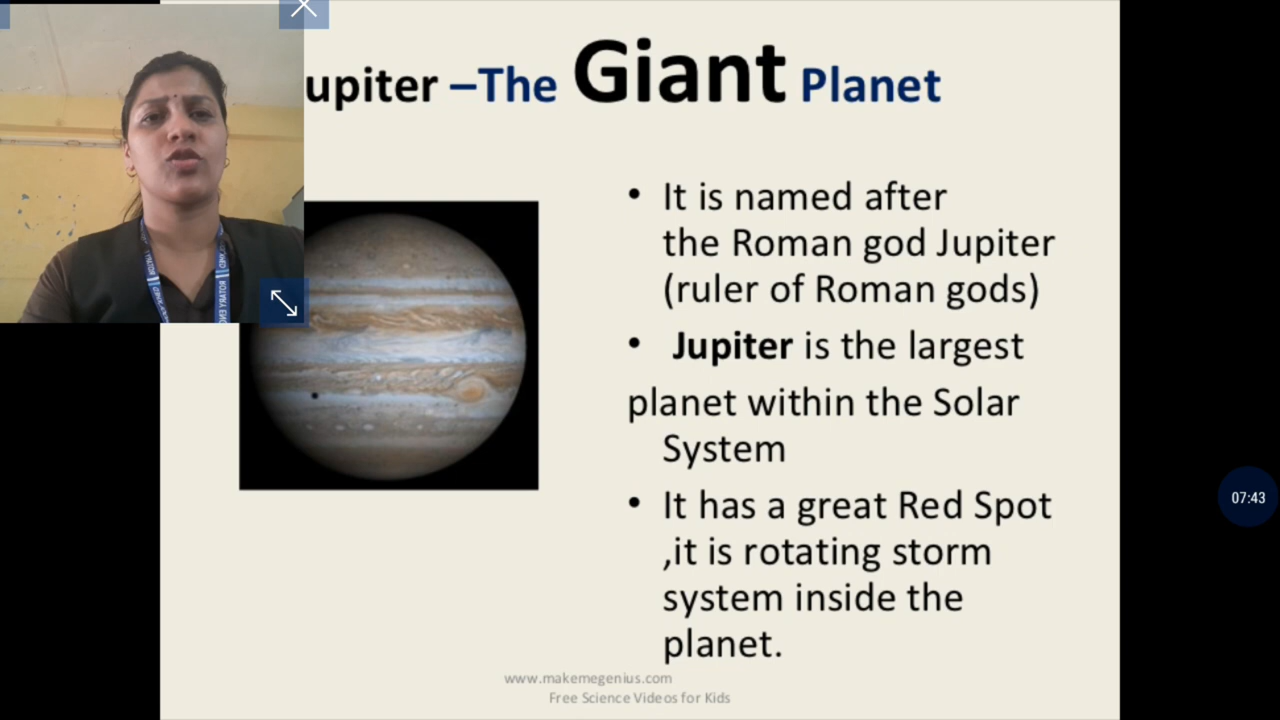 upiter –The Giant Planet
• It is named after
the Roman god Jupiter
(ruler of Roman gods)
• Jupiter is the largest
planet within the Solar
System
• It has a great Red Spot
,it is rotating storm
system inside the
planet.
www.makemegenius.com
Free Science Videos for Kids
07:43